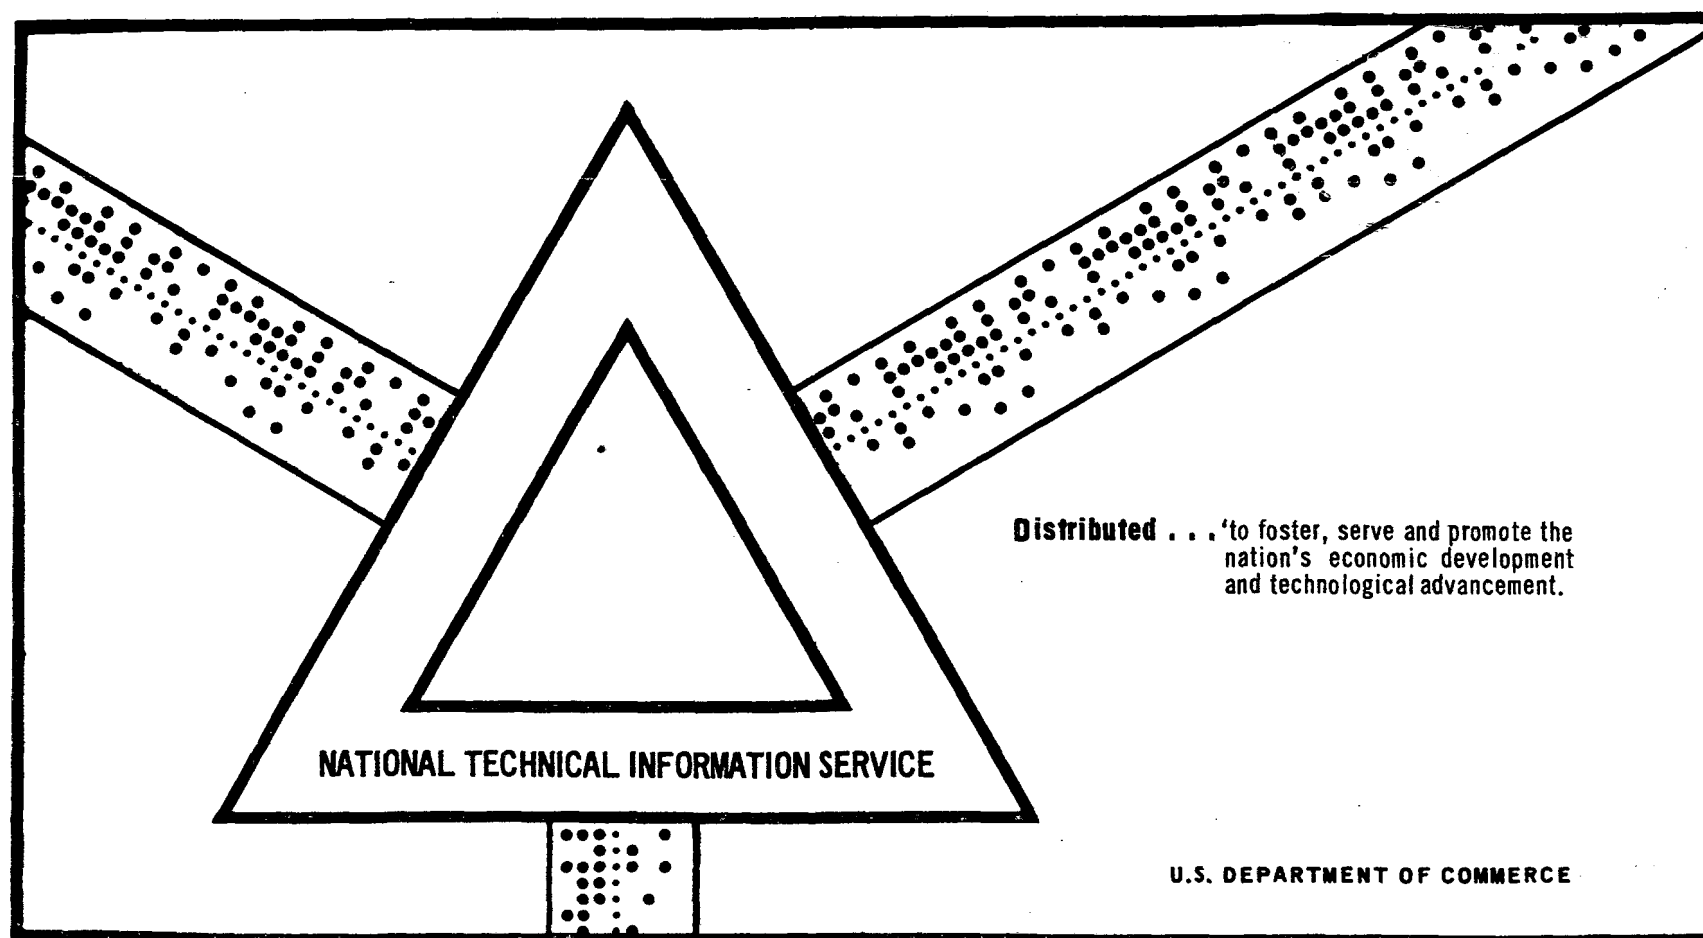 Distributed . . . 'to foster, serve and promote the
nation's economic development
and technological advancement.
NATIONAL TECHNICAL INFORMATION SERVICE
U.S. DEPARTMENT OF COMMERCE